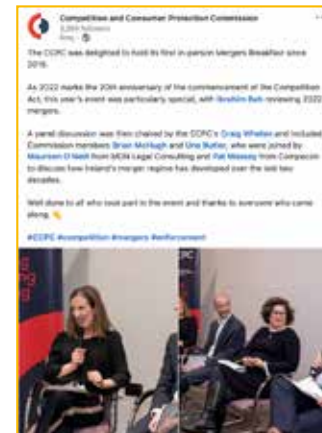 Competition and Consumer Protection Commission
followers
The CCPC was delighted to hold its first in-person Mergers Breakfast since
2019.
As 2022 marks the 20th anniversary of the commencement of the Competition
Act, this year's event was particularly special, with Ibrahim Bah reviewing 2022
mergers.
A panel discussion was then chaired by the CCPC's Craig Whelan and included
Commission members Brian McHugh and Úna Butler, who were joined by
Maureen O'Neill from MON Legal Consulting and Pat Massey from Compecon
to discuss how Ireland's merger regime has developed over the last two
decades.
Well done to all who took part in the event and thanks to everyone who came
along. 👏
#CCPC #competition #mergers #enforcement